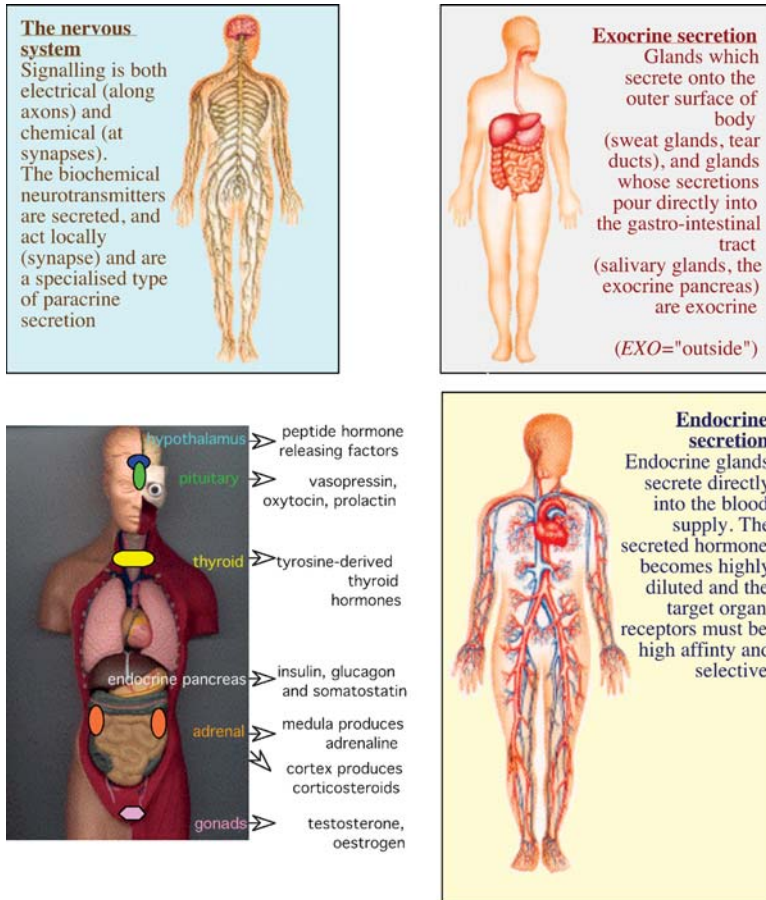 The nervous
system
Signalling is both
electrical (along
axons) and
chemical (at
synapses).
The biochemical
neurotransmitters
are secreted, and
act locally
(synapse) and are
a specialised type
of paracrine
secretion
Exocrine secretion
Glands which
secrete onto the
outer surface of
body
(sweat glands, tear
ducts), and glands
whose secretions
pour directly into
the gastro-intestinal
tract
(salivary glands, the
exocrine pancreas)
are exocrine
(EXO="outside")
hypothalamus
peptide hormone
releasing factors
pituitary
vasopressin,
oxytocin, prolactin
thyroid
tyrosine-derived
thyroid
hormones
endocrine pancreas
insulin, glucagon
and somatostatin
adrenal
medula produces
adrenaline
cortex produces
corticosteroids
gonads
testosterone,
oestrogen
Endocrine
secretion
Endocrine glands
secrete directly
into the blood
supply. The
secreted hormone
becomes highly
diluted and the
target organ
receptors must be
high affinty and
selective